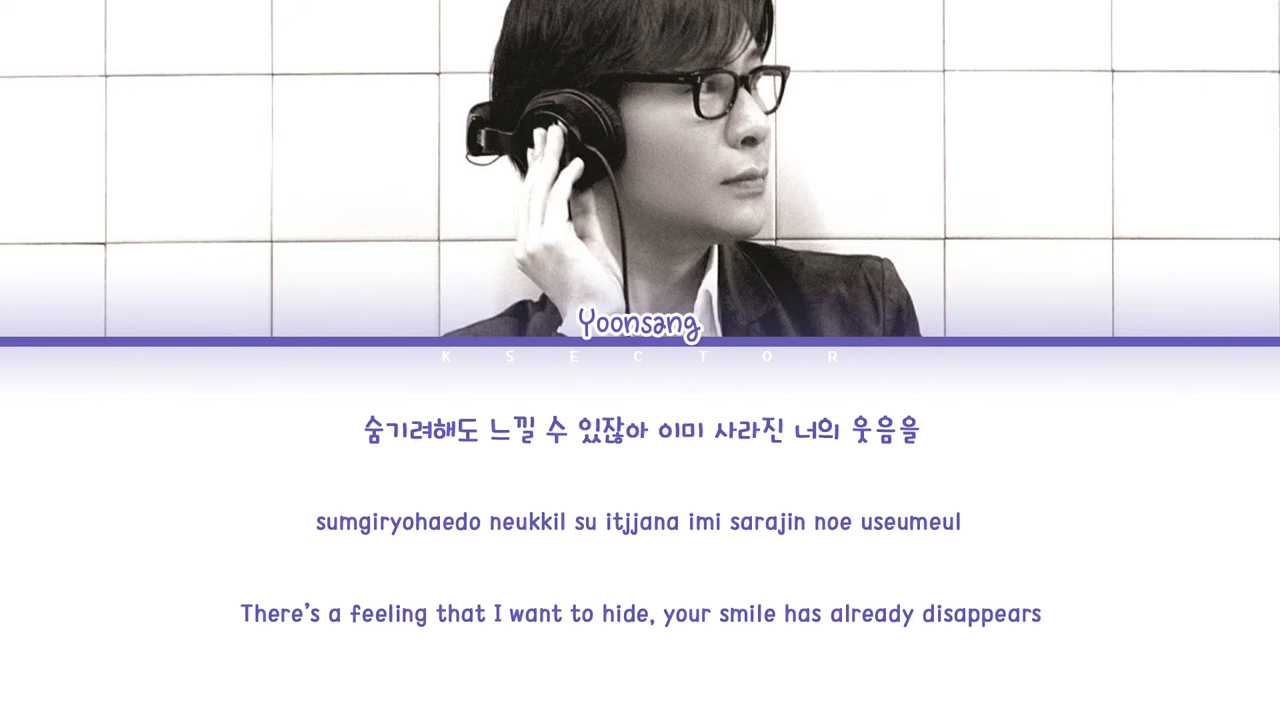 Yoonsang
K S E C T O R
숨기려해도 느낄 수 있잖아 이미 사라진 너의 웃음을
sumgiryohaedo neukkil su itjjana imi sarajin noe useumeul
There's a feeling that I want to hide, your smile has already disappears